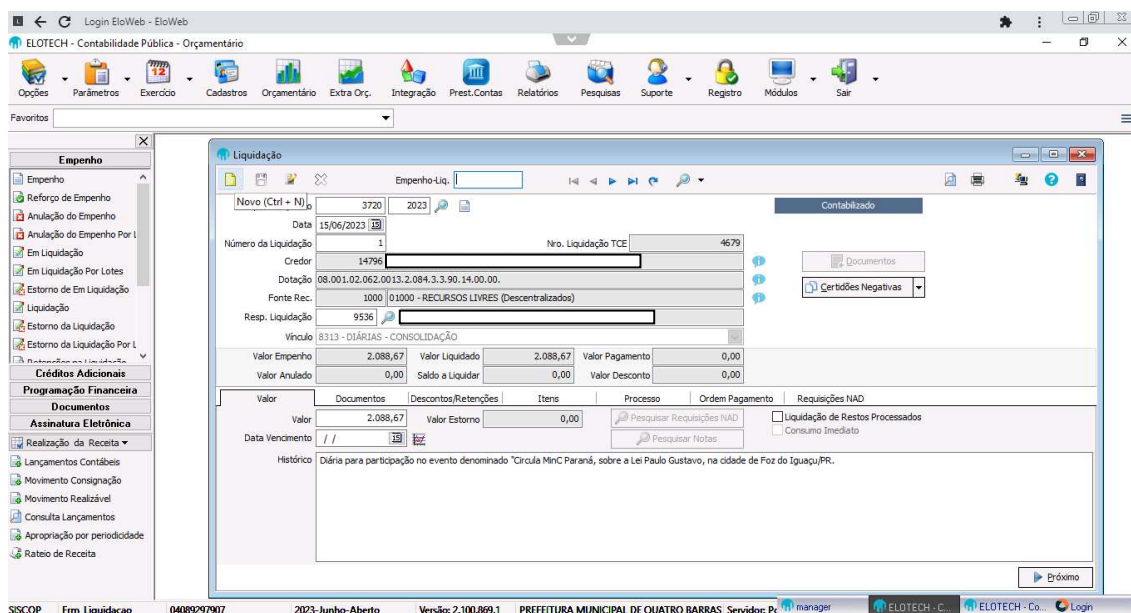 Login EloWeb - EloWeb
ELOTECH - Contabilidade Pública - Orçamentário
Opções Parâmetros Exercício Cadastros Orçamentário Extra Orç. Integração Prest.Contas Relatórios Pesquisas Suporte Registro Módulos Sair
Favoritos
Empenho
Empenho
Reforço de Empenho
Anulação do Empenho
Anulação do Empenho Por L
Em Liquidação
Em Liquidação Por Lotes
Estorno de Em Liquidação
Liquidação
Estorno da Liquidação
Estorno da Liquidação Por L
Retenções na Liquidação
Créditos Adicionais
Programação Financeira
Documentos
Assinatura Eletrônica
Realização da Receita
Lançamentos Contábeis
Movimento Consignação
Movimento Realizável
Consulta Lançamentos
Apropriação por periodicidade
Rateio de Receita
Liquidação
Empenho-Liq.
Novo (Ctrl + N) 3720 2023 Contabilizado
Data 15/06/2023
Número da Liquidação 1 Nro. Liquidação TCE 4679
Credor 14796 Documentos
Dotação 08.001.02.062.0013.2.084.3.3.90.14.00.00.
Certidões Negativas
Fonte Rec. 1000 01000 - RECURSOS LIVRES (Descentralizados)
Resp. Liquidação 9536
Vínculo 8313 - DIÁRIAS - CONSOLIDAÇÃO
Valor Empenho 2.088,67 Valor Liquidado 2.088,67 Valor Pagamento 0,00
Valor Anulado 0,00 Saldo a Liquidar 0,00 Valor Desconto 0,00
Valor Documentos Descontos/Retenções Itens Processo Ordem Pagamento Requisições NAD
Valor 2.088,67 Valor Estorno 0,00 Pesquisar Requisições NAD Liquidação de Restos Processados
Consumo Imediato
Data Vencimento / / Pesquisar Notas
Histórico Diária para participação no evento denominado "Circula MinC Paraná, sobre a Lei Paulo Gustavo, na cidade de Foz do Iguaçu/PR.
Próximo
SISCOP Frm_Liquidacao 04089297907 2023-Junho-Aberto Versão: 2.100.869.1 PREFEITURA MUNICIPAL DE QUATRO BARRAS Servidor: Po manager ELOTECH - C... ELOTECH - Co... Login